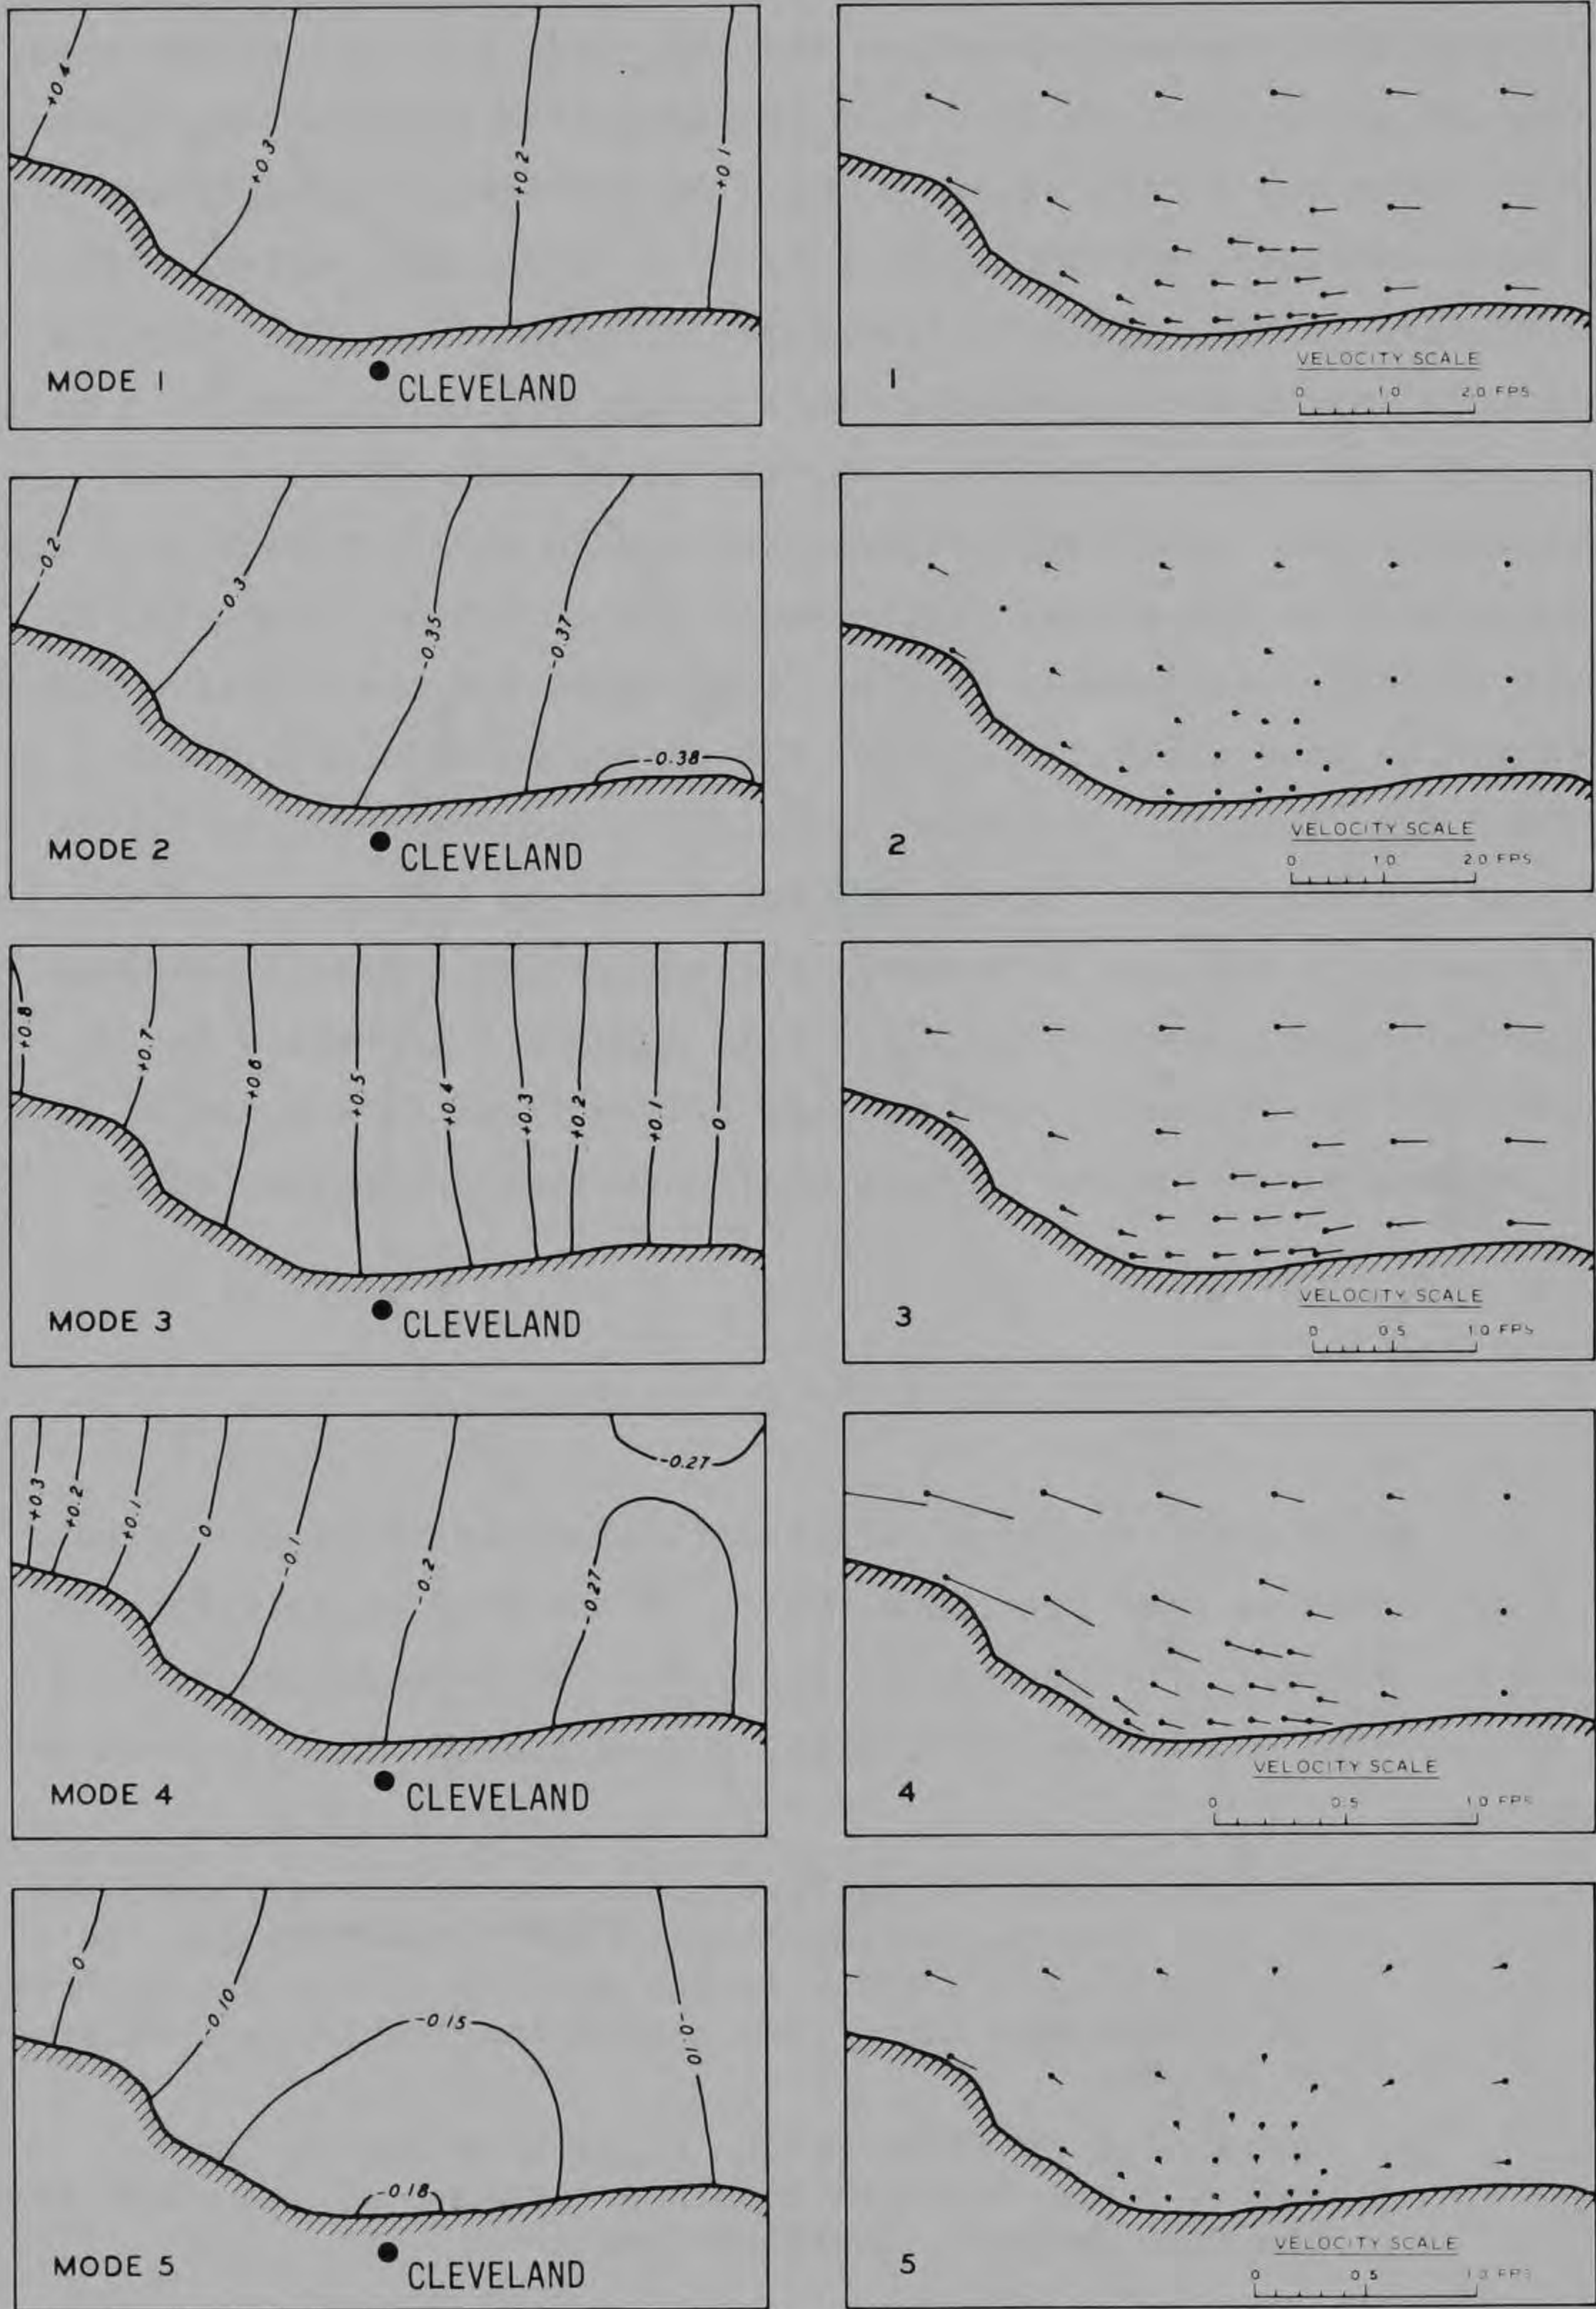 +0.4
+0.3
+0.2
+0.1
MODE 1
CLEVELAND
1
VELOCITY SCALE
0 1.0 2.0 FPS
-0.2
-0.3
-0.35
-0.37
-0.38
MODE 2
CLEVELAND
2
VELOCITY SCALE
0 1.0 2.0 FPS
+0.8
+0.7
+0.6
+0.5
+0.4
+0.3
+0.2
+0.1
0
MODE 3
CLEVELAND
3
VELOCITY SCALE
0 0.5 1.0 FPS
+0.3
+0.2
+0.1
0
-0.1
-0.2
-0.27
-0.27
MODE 4
CLEVELAND
4
VELOCITY SCALE
0 0.5 1.0 FPS
0
-0.10
-0.15
-0.10
-0.18
MODE 5
CLEVELAND
5
VELOCITY SCALE
0 0.5 1.0 FPS